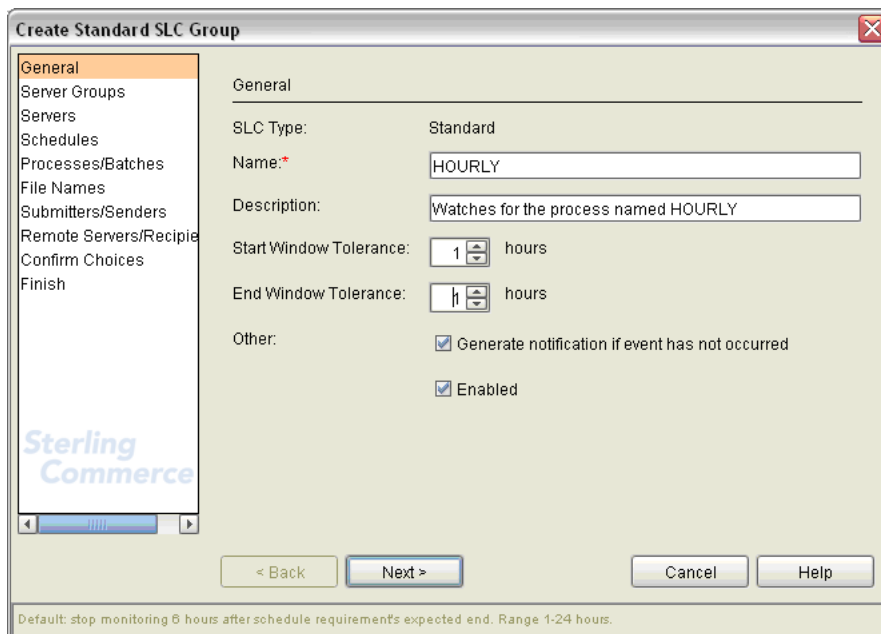 Create Standard SLC Group
General
Server Groups
Servers
Schedules
Processes/Batches
File Names
Submitters/Senders
Remote Servers/Recipie
Confirm Choices
Finish
Sterling
Commerce
General
SLC Type: Standard
Name:* HOURLY
Description: Watches for the process named HOURLY
Start Window Tolerance: 1 hours
End Window Tolerance: 1 hours
Other: Generate notification if event has not occurred
Enabled
< Back Next > Cancel Help
Default: stop monitoring 6 hours after schedule requirement's expected end. Range 1-24 hours.